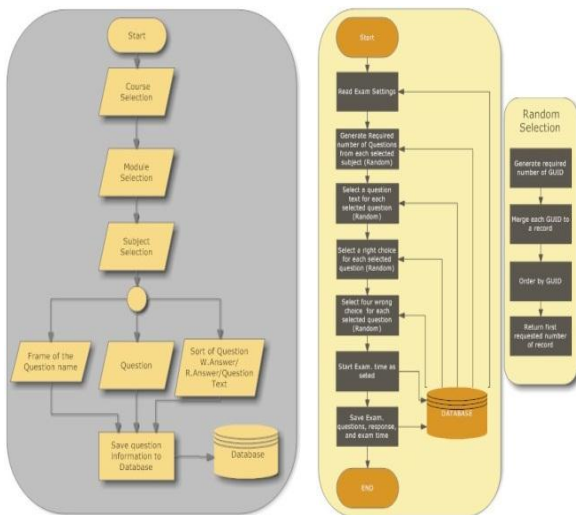 Start
Course
Selection
Module
Selection
Subject
Selection
Frame of the
Question name
Question
Sort of Question
W.Answer/
R.Answer/Question
Text
Save question
Information to
Database
Database
Start
Read Exam Settings
Generate Required
number of Questions
from each selected
subject (Random)
Select a question
text for each
selected question
(Random)
Select a right choice
for each selected
question (Random)
Select four wrong
choice for each
selected question
(Random)
Start Exam. time as
seted
Save Exam.
questions, response,
and exam time
DATABASE
END
Random
Selection
Generate required
number of GUID
Merge each GUID to
a record
Order by GUID
Return first
requested number of
record